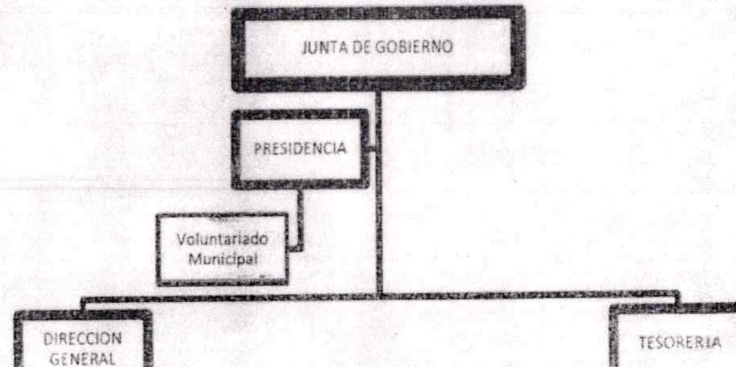 JUNTA DE GOBIERNO
PRESIDENCIA
Voluntariado
Municipal
DIRECCION
GENERAL
TESORERIA